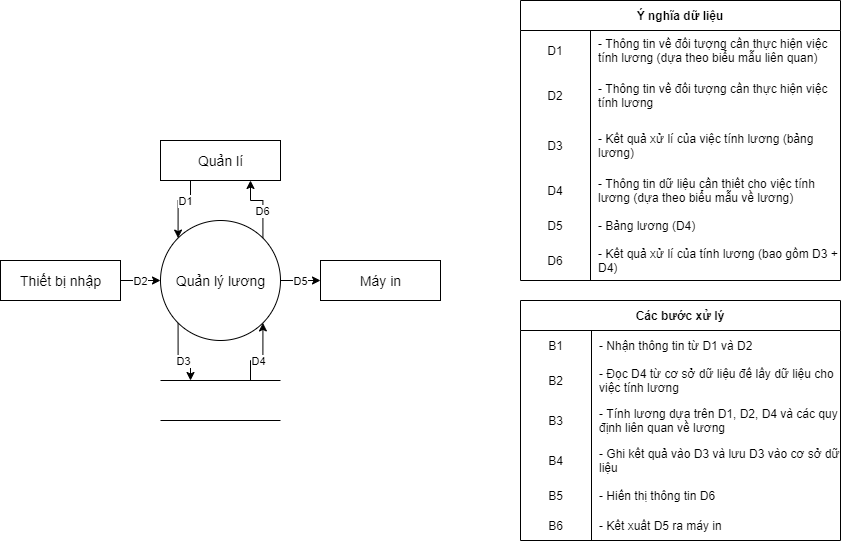 Quản lí
D1
D6
Thiết bị nhập
D2
Quản lý lương
D5
Máy in
D3
D4
Ý nghĩa dữ liệu
D1
- Thông tin về đối tượng cần thực hiện việc
tính lương (dựa theo biểu mẫu liên quan)
D2
- Thông tin về đối tượng cần thực hiện việc
tính lương
D3
- Kết quả xử lí của việc tính lương (bảng
lương)
D4
- Thông tin dữ liệu cần thiết cho việc tính
lương (dựa theo biểu mẫu về lương)
D5
- Bảng lương (D4)
D6
- Kết quả xử lí của tính lương (bao gồm D3 +
D4)
Các bước xử lý
B1
- Nhận thông tin từ D1 và D2
B2
- Đọc D4 từ cơ sở dữ liệu để lấy dữ liệu cho
việc tính lương
B3
- Tính lương dựa trên D1, D2, D4 và các quy
định liên quan về lương
B4
- Ghi kết quả vào D3 và lưu D3 vào cơ sở dữ
liệu
B5
- Hiển thị thông tin D6
B6
- Kết xuất D5 ra máy in